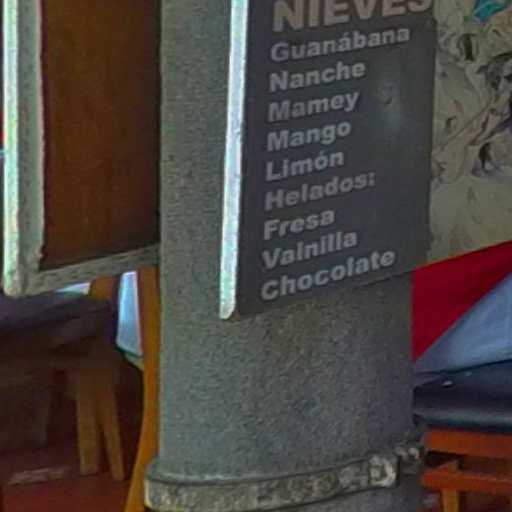 NIEVES
Guanábana
Nanche
Mamey
Mango
Limón
Helados:
Fresa
Vainilla
Chocolate